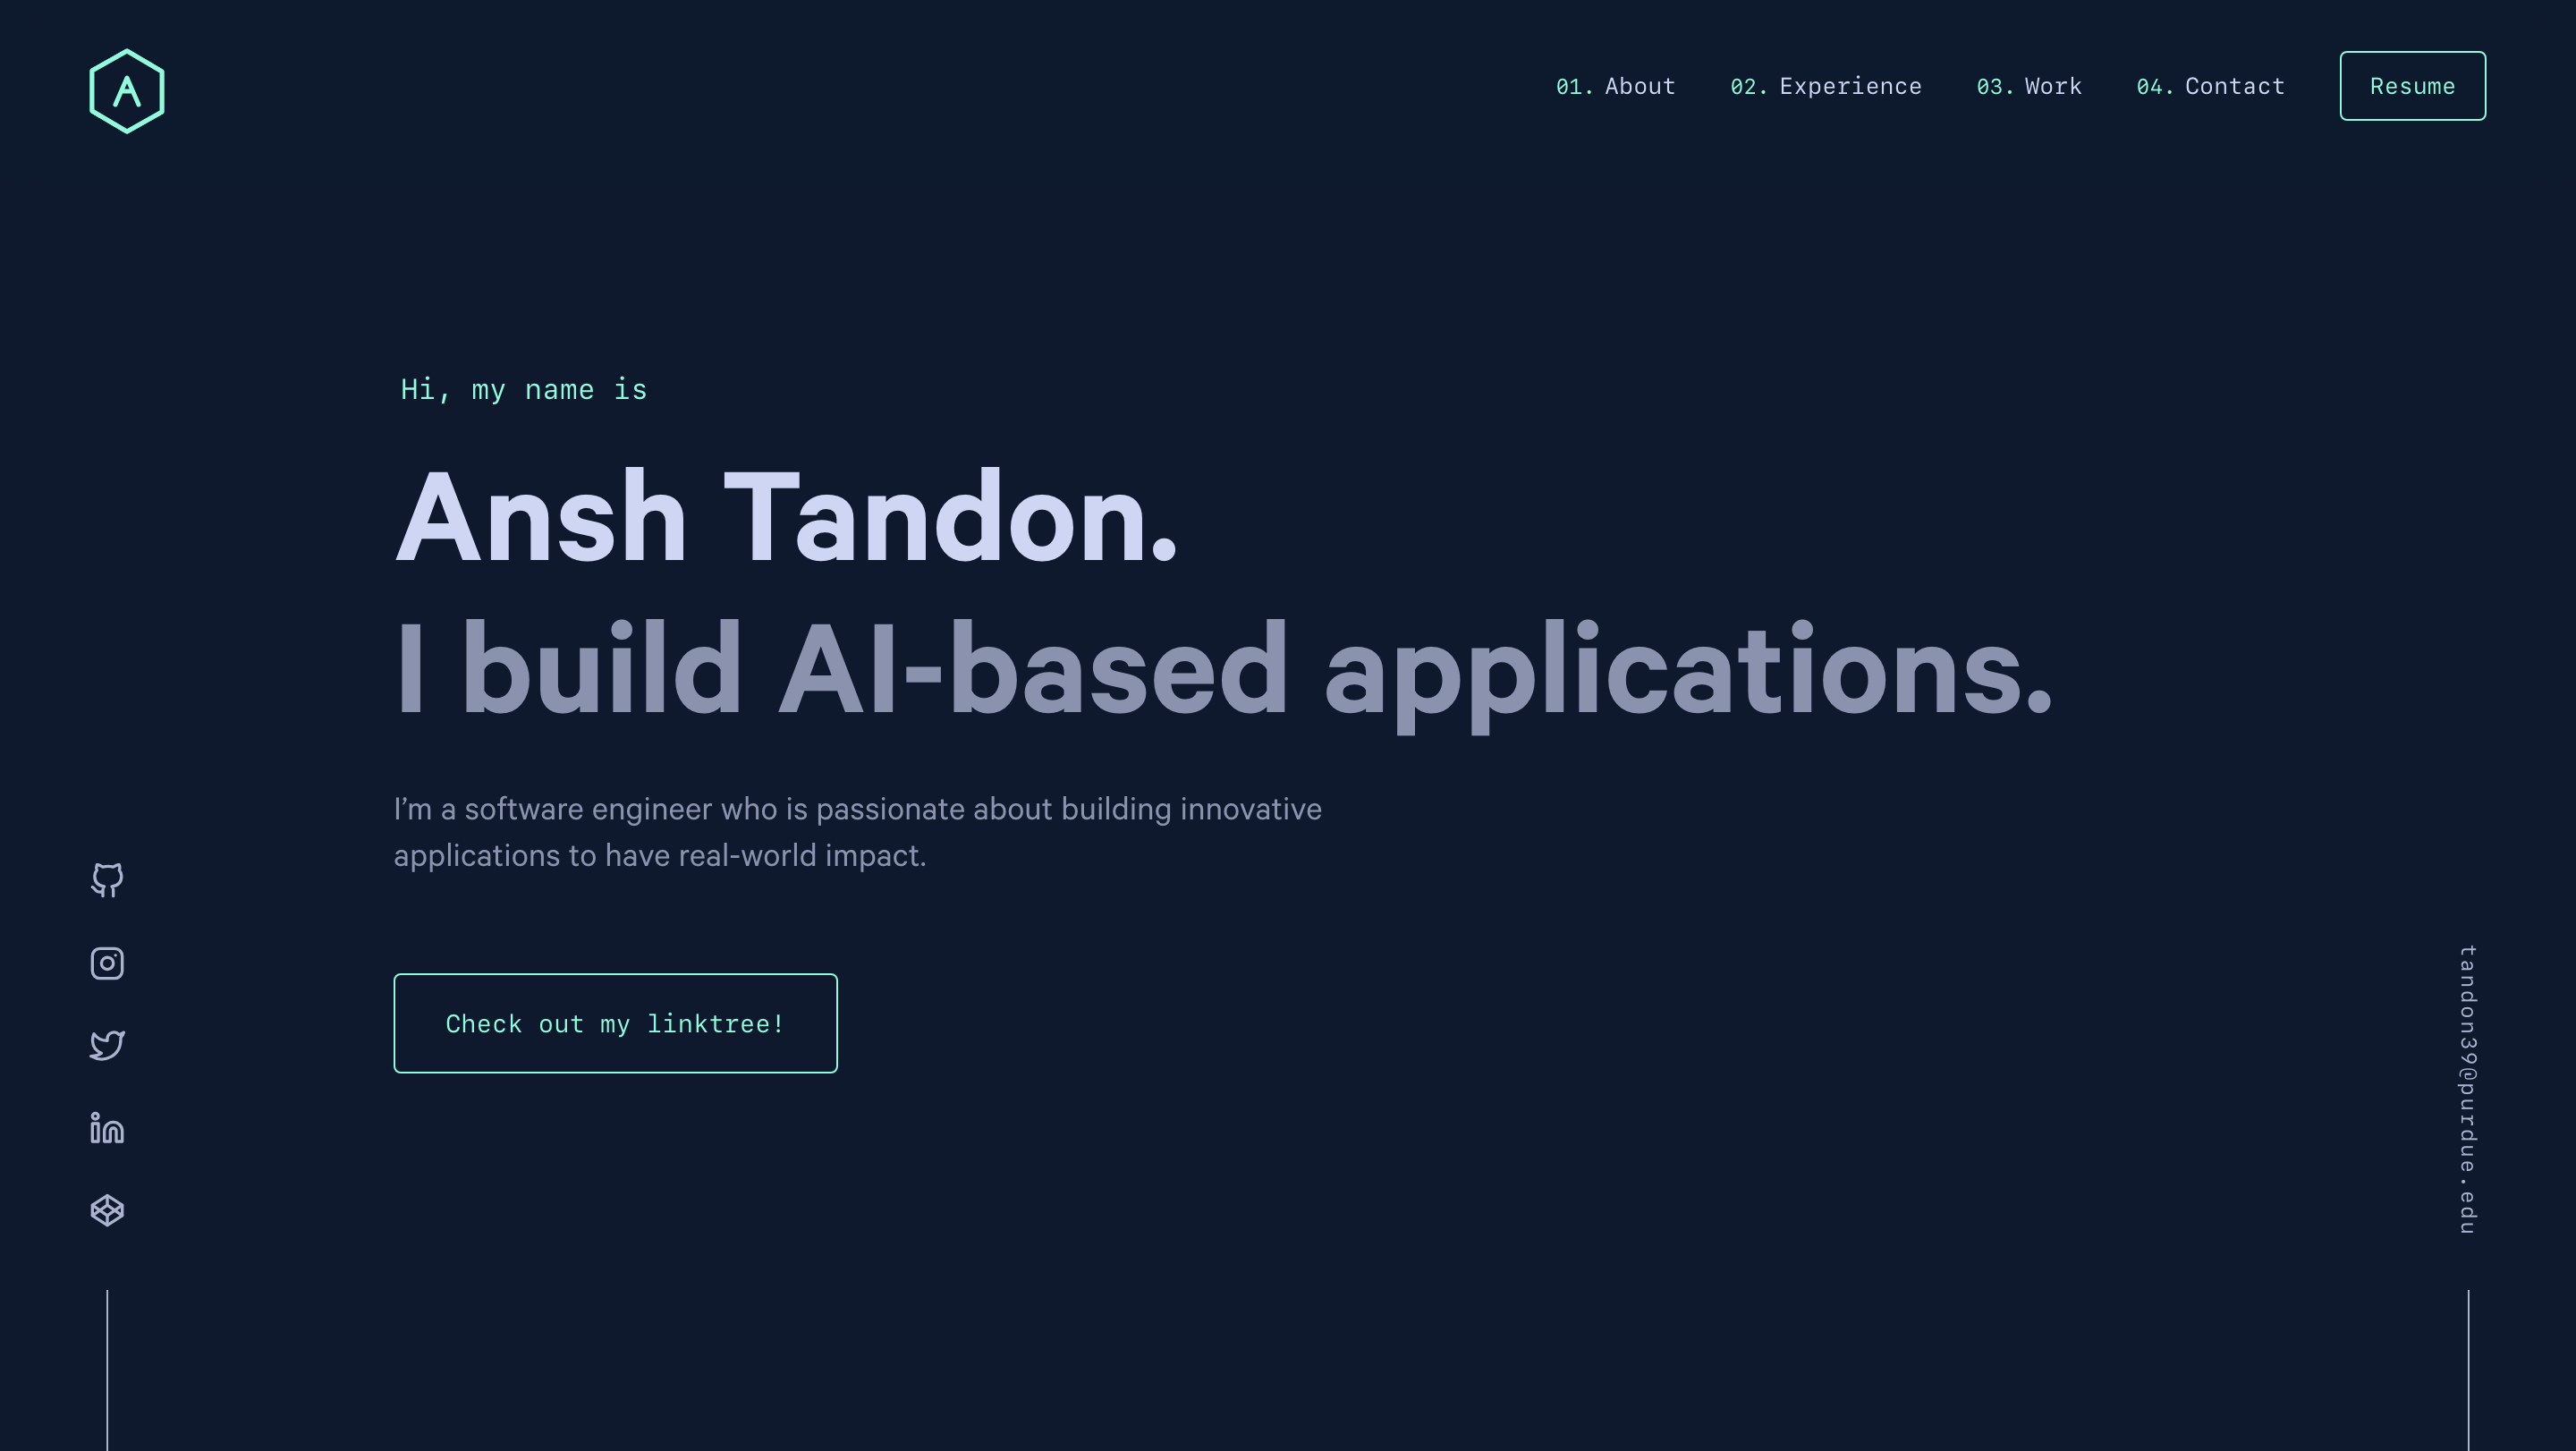 A
01. About
02. Experience
03. Work
04. Contact
Resume
Hi, my name is
Ansh Tandon.
I build AI-based applications.
I’m a software engineer who is passionate about building innovative
applications to have real-world impact.
Check out my linktree!
in
tandon39@purdue.edu